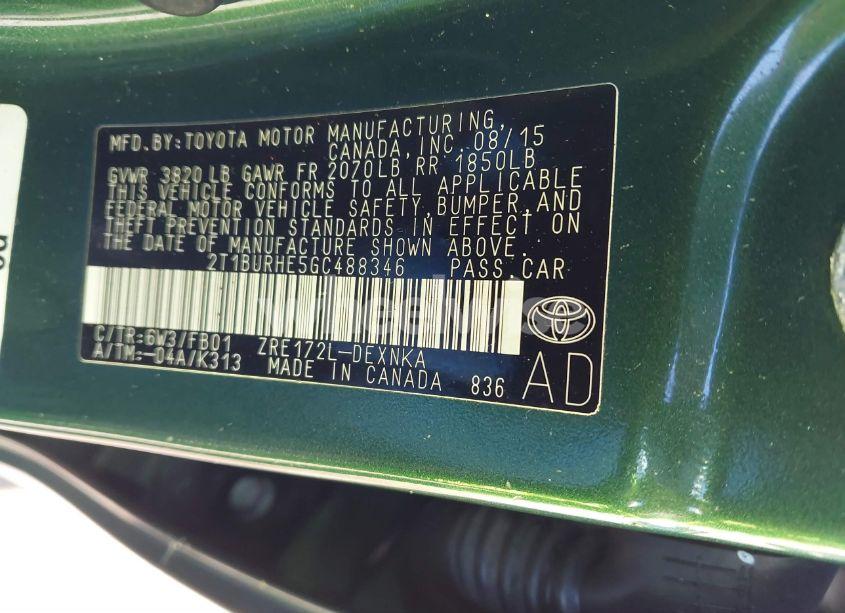 MFD.BY:TOYOTA MOTOR MANUFACTURING,
CANADA,INC. 08/15
GVWR 3820 LB GAWR FR 2070LB RR 1850LB
THIS VEHICLE CONFORMS TO ALL APPLICABLE
FEDERAL MOTOR VEHICLE SAFETY,BUMPER,AND
THEFT PREVENTION STANDARDS IN EFFECT ON
THE DATE OF MANUFACTURE SHOWN ABOVE.
2T1BURHE5GC488346 PASS.CAR
C/TR:6W3/FB01 ZRE172L-DEXNKA
A/TM:-04A/K313 MADE IN CANADA 836 AD